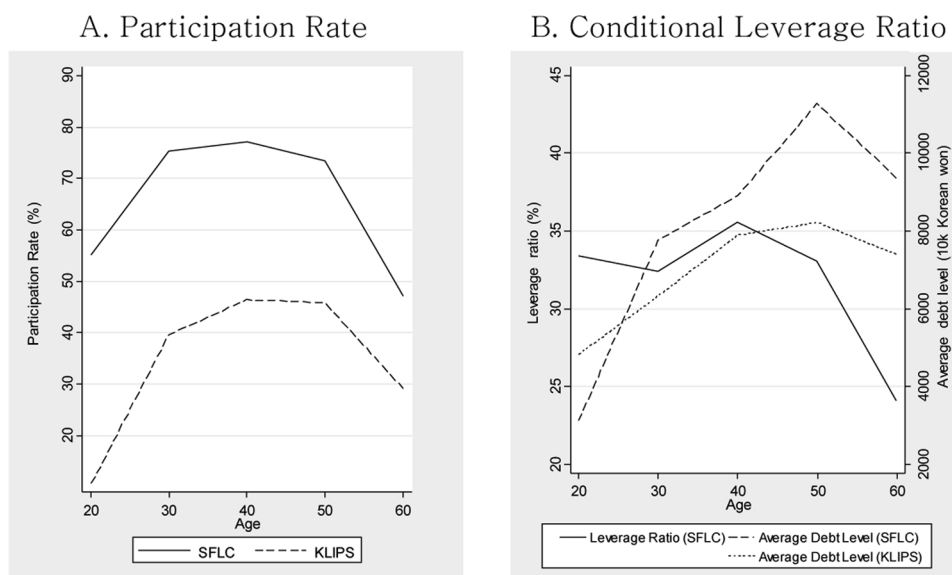 A. Participation Rate
Participation Rate (%)
90
80
70
60
50
40
30
20
20 30 40 50 60
Age
SFLC KLIPS
B. Conditional Leverage Ratio
Leverage ratio (%)
45
40
35
30
25
20
12000
10000
8000
6000
4000
2000
Average debt level (10k Korean won)
20 30 40 50 60
Age
Leverage Ratio (SFLC) Average Debt Level (SFLC)
Average Debt Level (KLIPS)